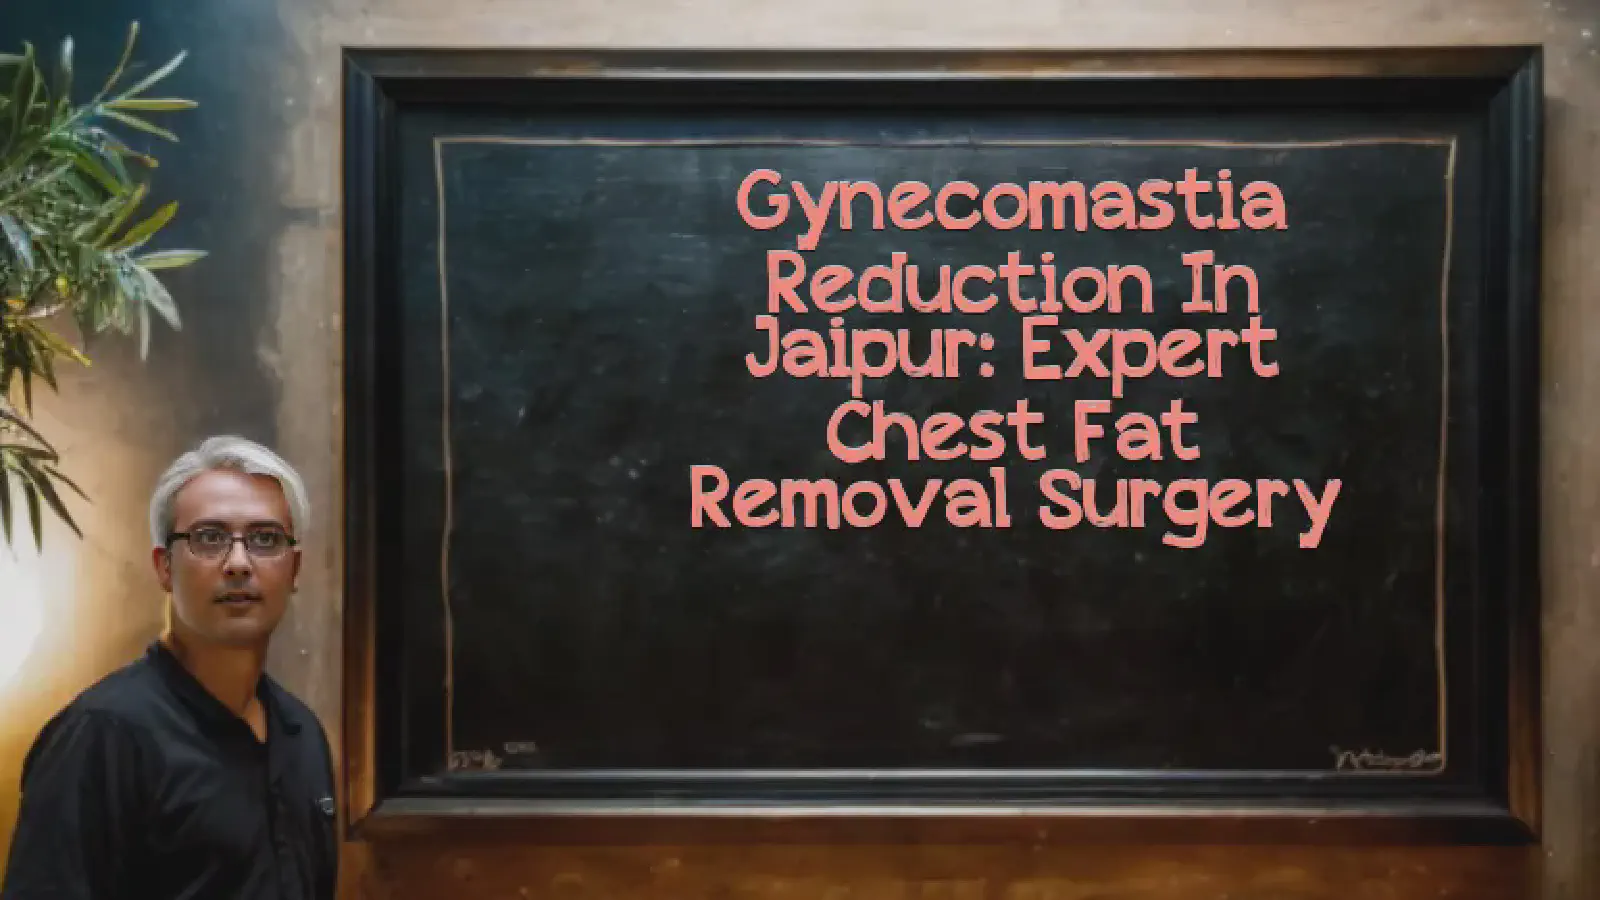 Gynecomastia
Reduction In
Jaipur: Expert
Chest Fat
Removal Surgery